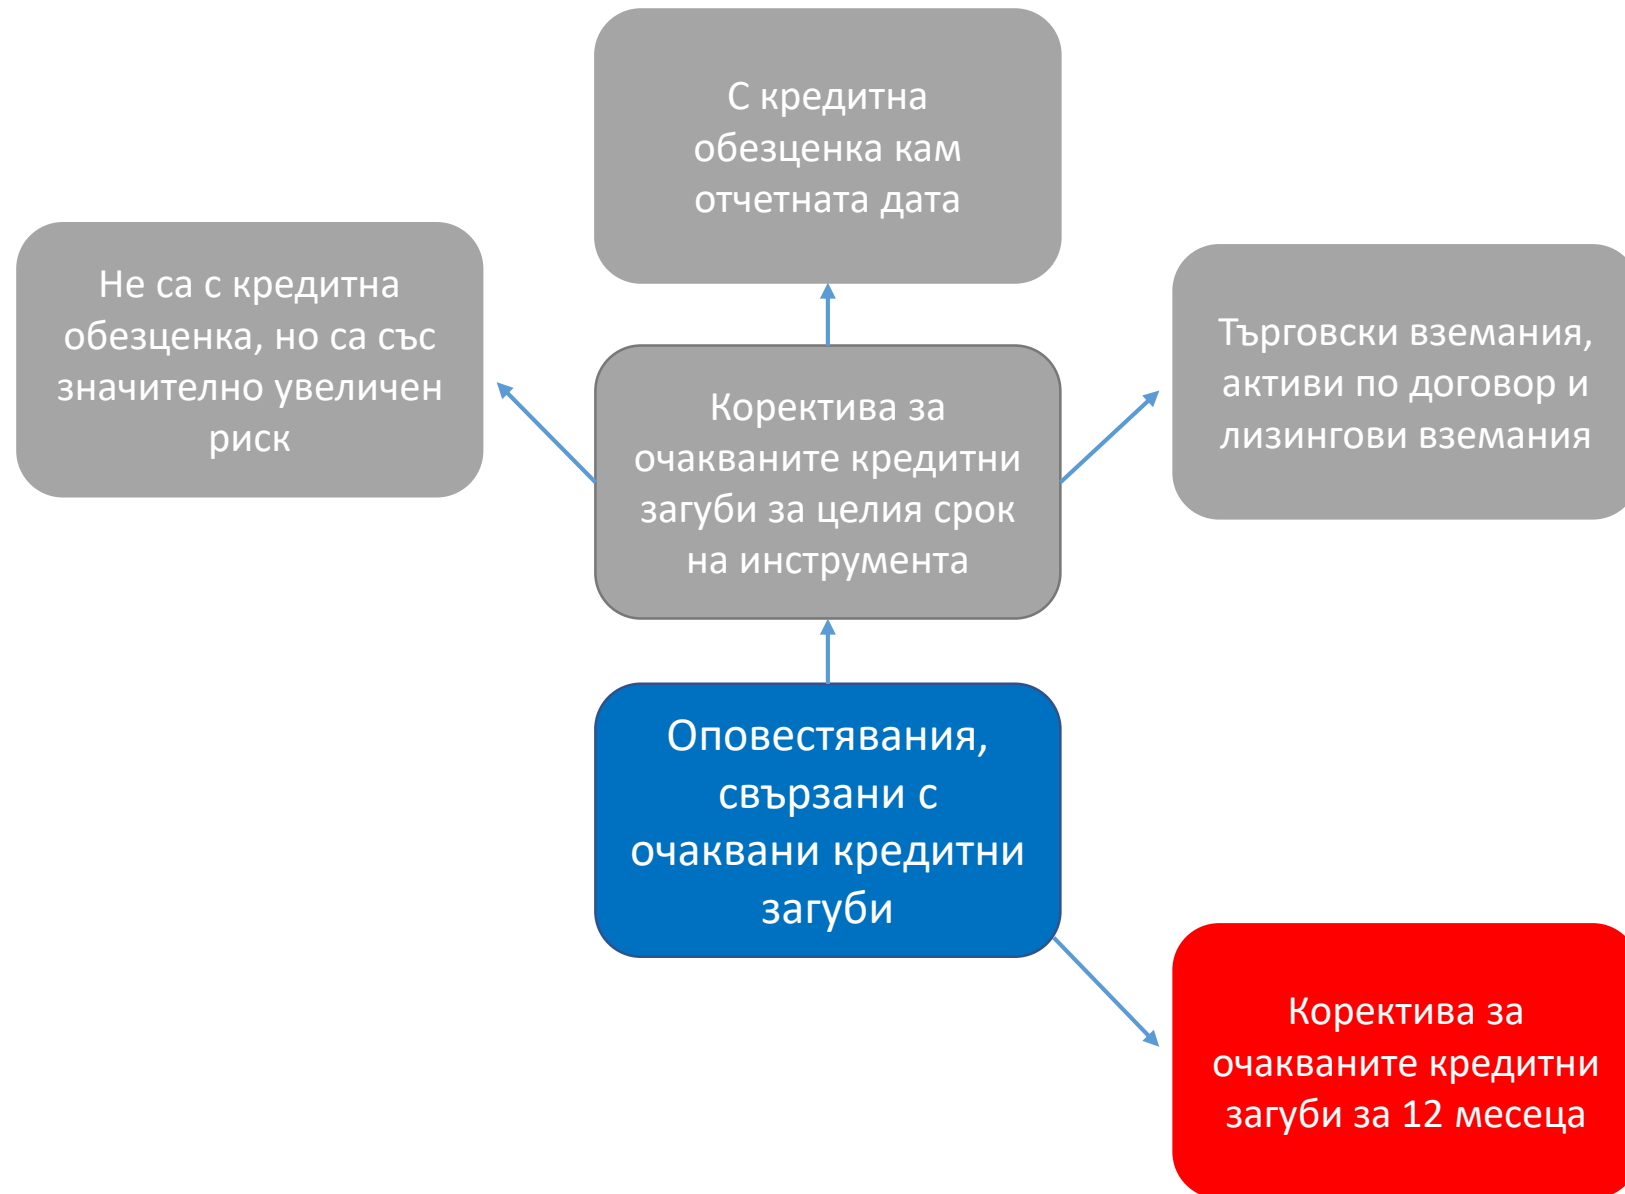 С кредитна
обезценка кам
отчетната дата
Не са с кредитна
обезценка, но са със
значително увеличен
риск
Търговски вземания,
активи по договор и
лизингови вземания
Коректива за
очакваните кредитни
загуби за целия срок
на инструмента
Оповестявания,
свързани с
очаквани кредитни
загуби
Коректива за
очакваните кредитни
загуби за 12 месеца